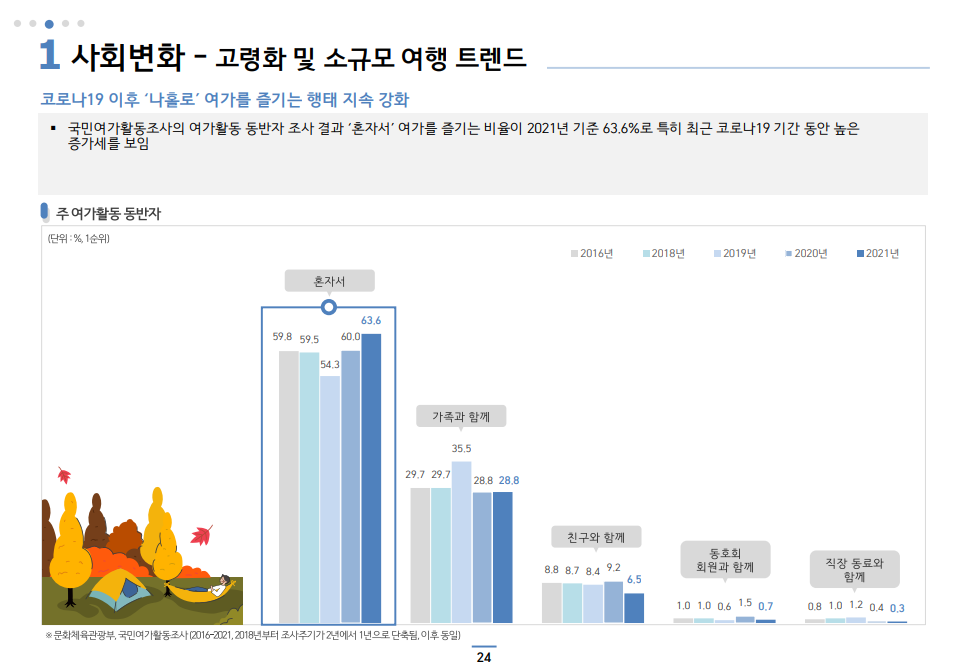 1 사회변화 - 고령화 및 소규모 여행 트렌드
코로나19 이후 ‘나홀로’ 여가를 즐기는 행태 지속 강화
▪ 국민여가활동조사의 여가활동 동반자 조사 결과 ‘혼자서’ 여가를 즐기는 비율이 2021년 기준 63.6%로 특히 최근 코로나19 기간 동안 높은
증가세를 보임
주 여가활동 동반자
(단위 : %, 1순위)
2016년 2018년 2019년 2020년 2021년
혼자서
59.8 59.5 54.3 60.0 63.6
가족과 함께
29.7 29.7 35.5 28.8 28.8
친구와 함께
8.8 8.7 8.4 9.2 6.5
동호회
회원과 함께
1.0 1.0 0.6 1.5 0.7
직장 동료와
함께
0.8 1.0 1.2 0.4 0.3
※ 문화체육관광부, 국민여가활동조사 (2016-2021, 2018년부터 조사주기가 2년에서 1년으로 단축됨, 이후 동일)
24